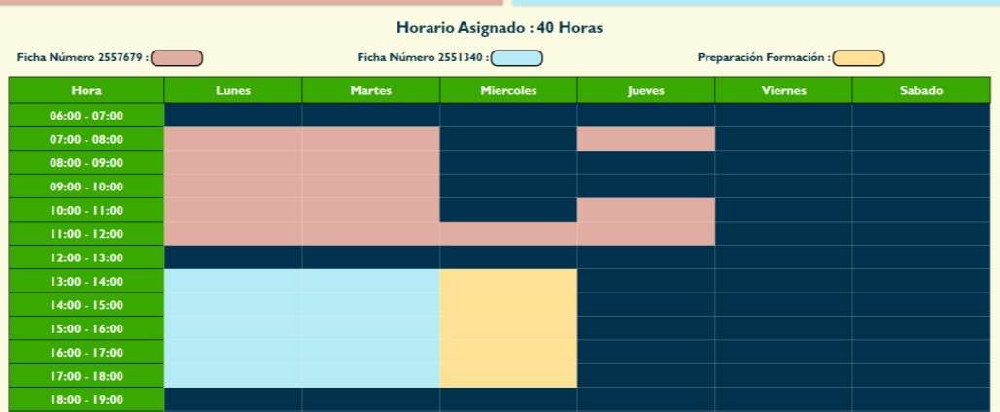 Horario Asignado : 40 Horas
Ficha Número 2557679 : Ficha Número 2551340 : Preparación Formación :
Hora Lunes Martes Miercoles Jueves Viernes Sabado
06:00 - 07:00
07:00 - 08:00
08:00 - 09:00
09:00 - 10:00
10:00 - 11:00
11:00 - 12:00
12:00 - 13:00
13:00 - 14:00
14:00 - 15:00
15:00 - 16:00
16:00 - 17:00
17:00 - 18:00
18:00 - 19:00